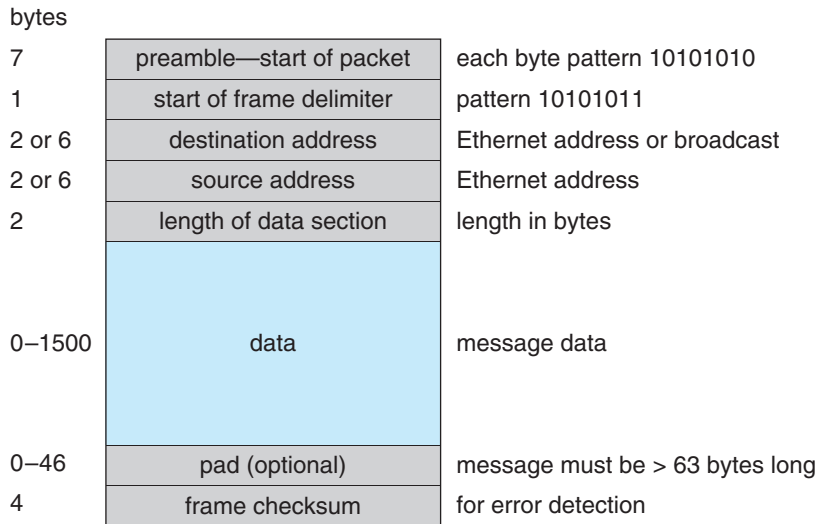 bytes
7 preamble—start of packet each byte pattern 10101010
1 start of frame delimiter pattern 10101011
2 or 6 destination address Ethernet address or broadcast
2 or 6 source address Ethernet address
2 length of data section length in bytes
0–1500 data message data
0–46 pad (optional) message must be > 63 bytes long
4 frame checksum for error detection